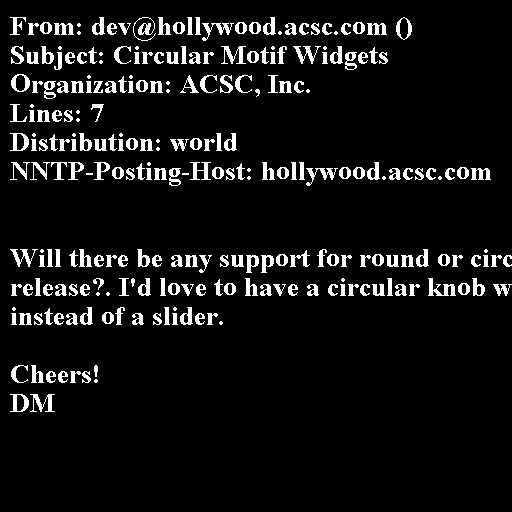 From: dev@hollywood.acsc.com ()
Subject: Circular Motif Widgets
Organization: ACSC, Inc.
Lines: 7
Distribution: world
NNTP-Posting-Host: hollywood.acsc.com
Will there be any support for round or
release?. I'd love to have a circular knob
instead of a slider.
Cheers!
DM